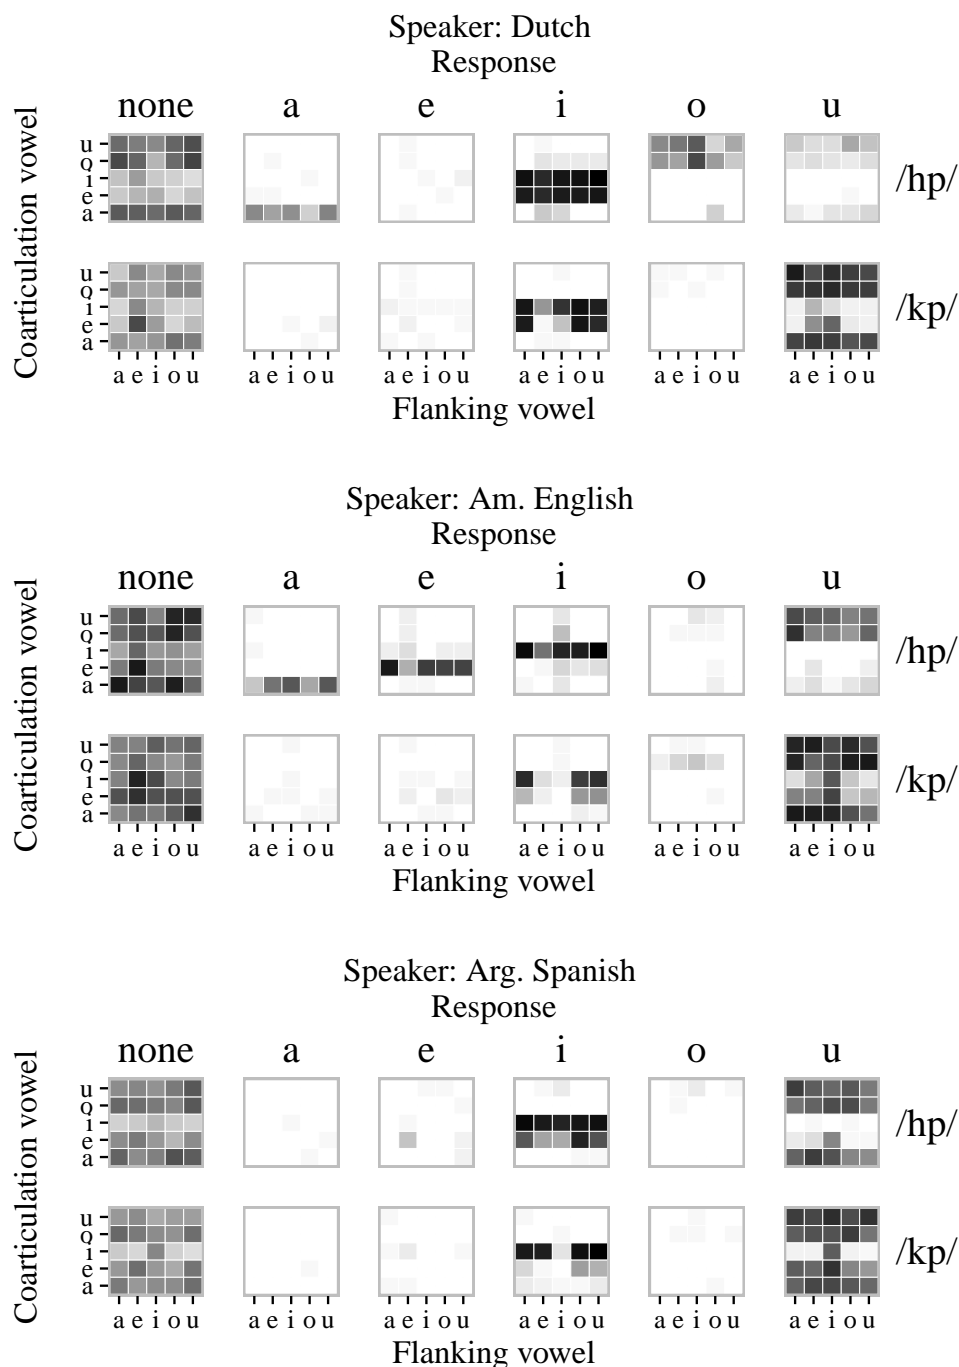 Speaker: Dutch
Response
none a e i o u
Coarticulation vowel
u
o
i
e
a
/hp/
u
o
i
e
a
/kp/
a e i o u a e i o u a e i o u a e i o u a e i o u a e i o u
Flanking vowel
Speaker: Am. English
Response
none a e i o u
Coarticulation vowel
u
o
i
e
a
/hp/
u
o
i
e
a
/kp/
a e i o u a e i o u a e i o u a e i o u a e i o u a e i o u
Flanking vowel
Speaker: Arg. Spanish
Response
none a e i o u
Coarticulation vowel
u
o
i
e
a
/hp/
u
o
i
e
a
/kp/
a e i o u a e i o u a e i o u a e i o u a e i o u a e i o u
Flanking vowel